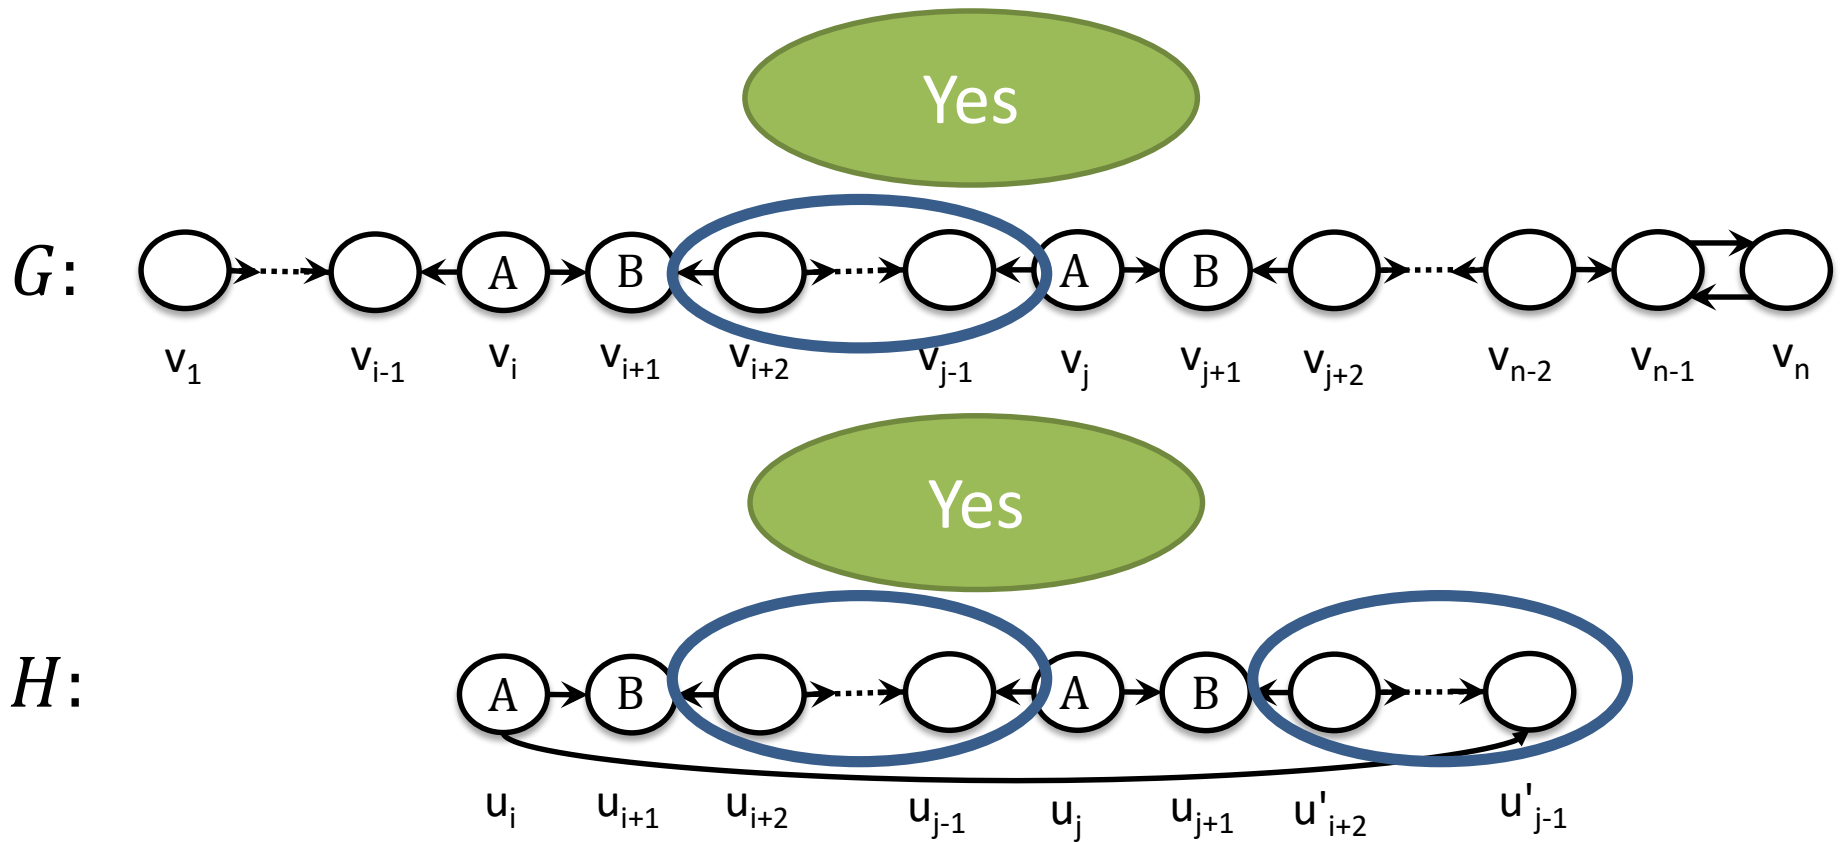 Yes
G:
A B A B
v1 vi-1 vi vi+1 vi+2 vj-1 vj vj+1 vj+2 vn-2 vn-1 vn
Yes
H:
A B A B
ui ui+1 ui+2 uj-1 uj uj+1 u'i+2 u'j-1